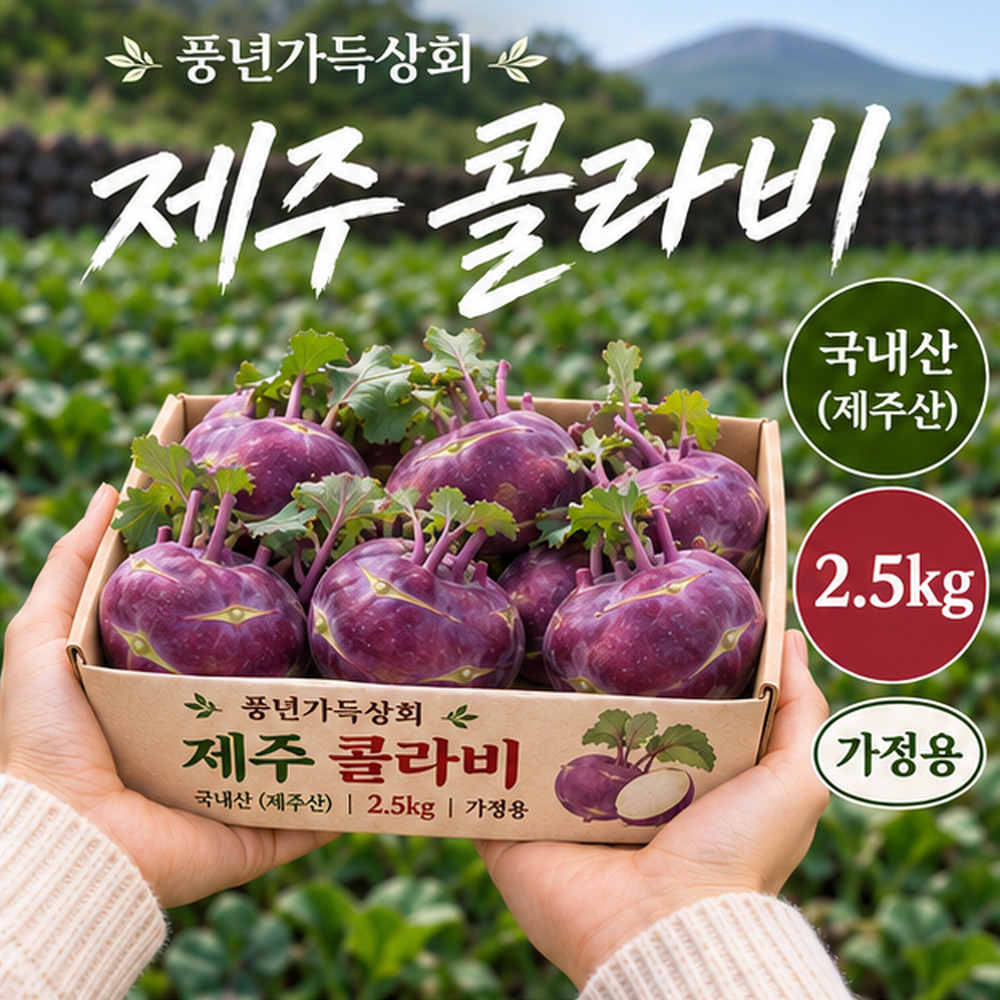 풍년가득상회
제주 콜라비
국내산
(제주산)
2.5kg
가정용
풍년가득상회
제주 콜라비
국내산 (제주산) | 2.5kg | 가정용